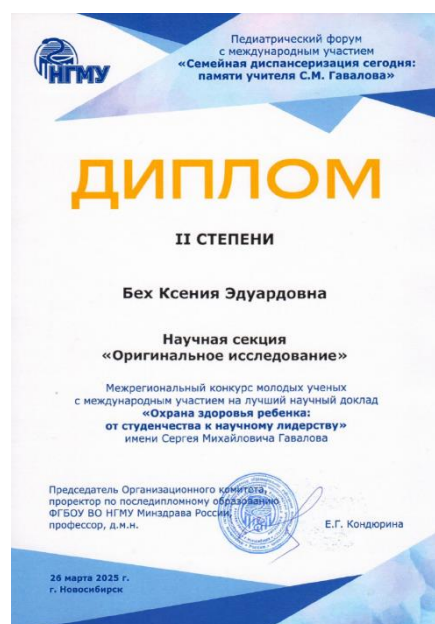 НГМУ
Педиатрический форум
с международным участием
«Семейная диспансеризация сегодня:
памяти учителя С.М. Гавалова»
ДИПЛОМ
II СТЕПЕНИ
Бех Ксения Эдуардовна
Научная секция
«Оригинальное исследование»
Межрегиональный конкурс молодых ученых
с международным участием на лучший научный доклад
«Охрана здоровья ребенка:
от студенчества к научному лидерству»
имени Сергея Михайловича Гавалова
Председатель Организационного комитета,
проректор по последипломному образованию
ФГБОУ ВО НГМУ Минздрава России,
профессор, д.м.н.
Е.Г. Кондюрина
26 марта 2025 г.
г. Новосибирск